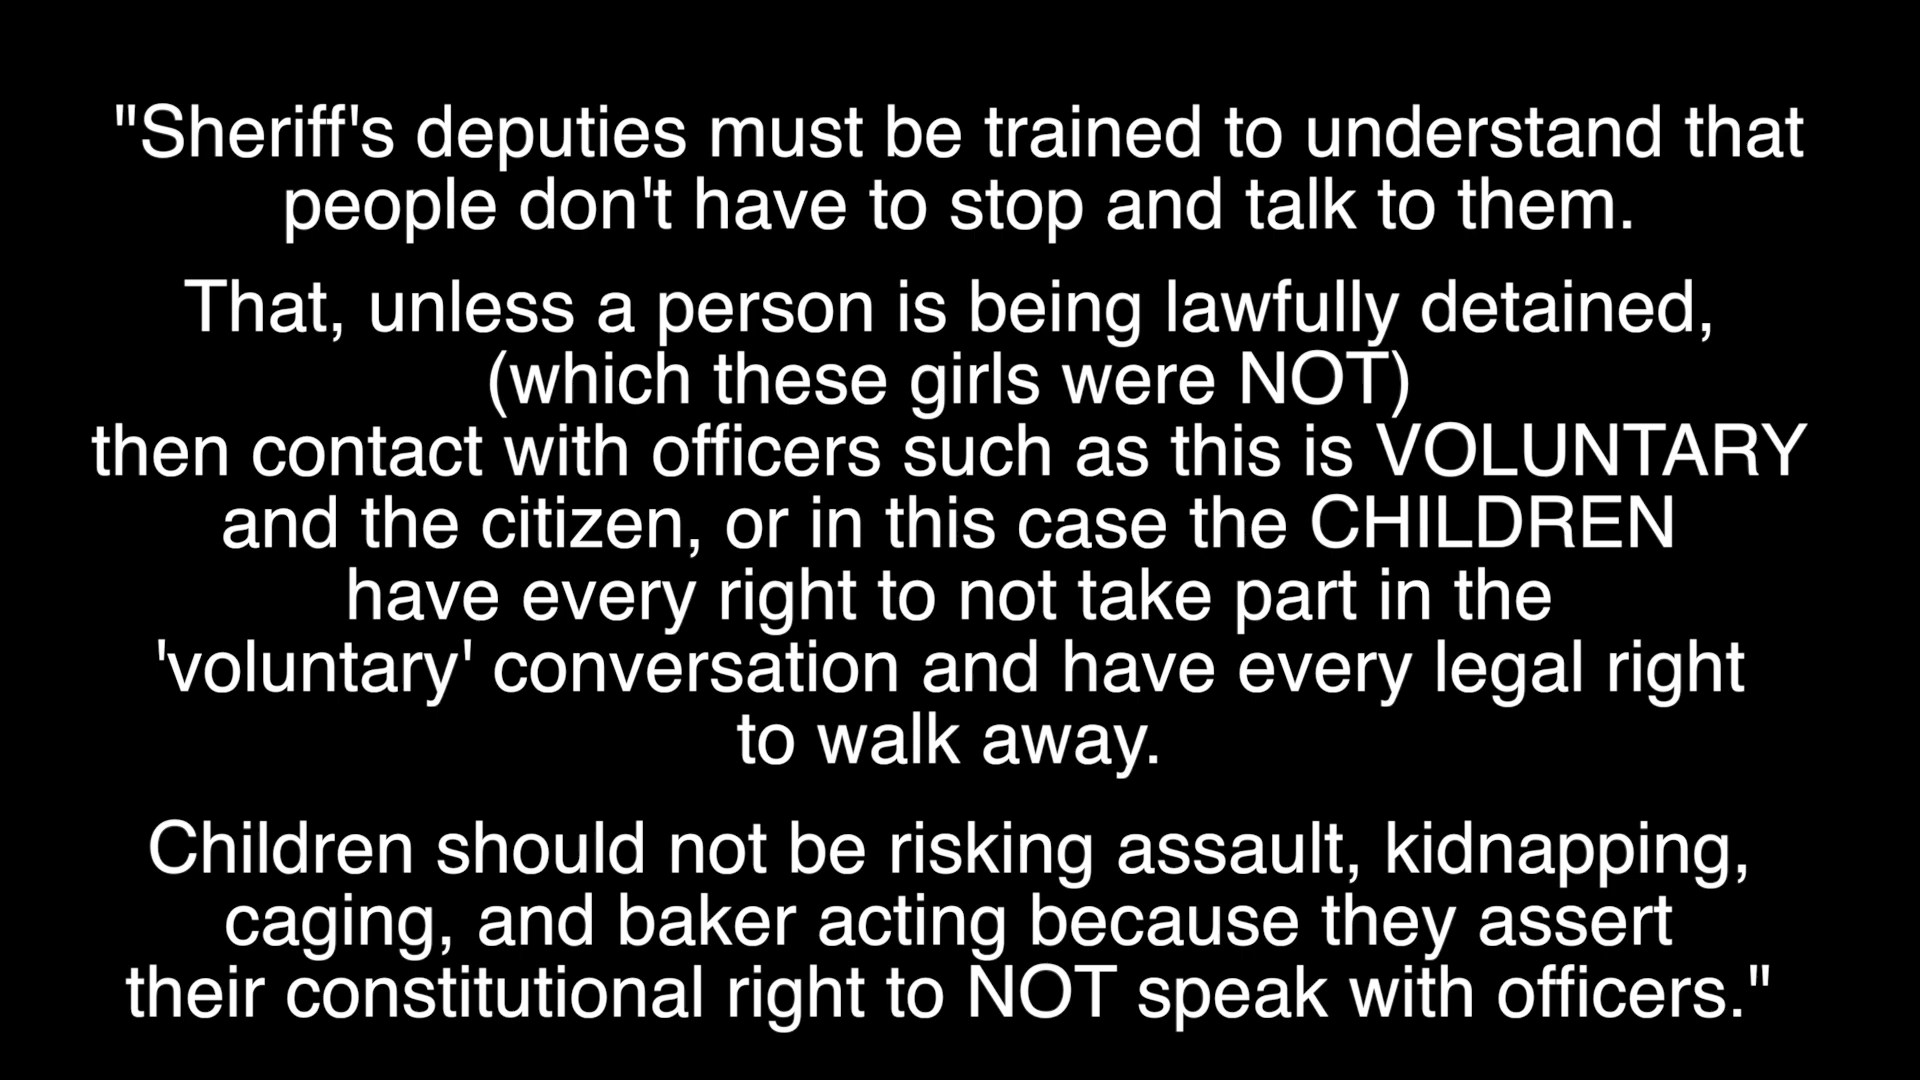 "Sheriff's deputies must be trained to understand that
people don't have to stop and talk to them.
That, unless a person is being lawfully detained,
(which these girls were NOT)
then contact with officers such as this is VOLUNTARY
and the citizen, or in this case the CHILDREN
have every right to not take part in the
'voluntary' conversation and have every legal right
to walk away.
Children should not be risking assault, kidnapping,
caging, and baker acting because they assert
their constitutional right to NOT speak with officers."